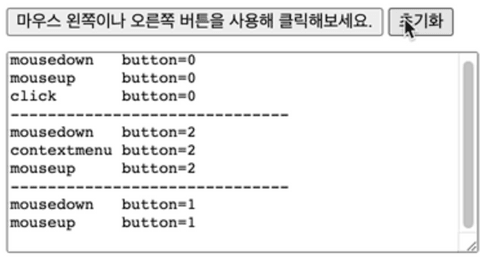 마우스 왼쪽이나 오른쪽 버튼을 사용해 클릭해보세요. 초기화
mousedown button=0
mouseup button=0
click button=0
-------------------------------
mousedown button=2
contextmenu button=2
mouseup button=2
-------------------------------
mousedown button=1
mouseup button=1